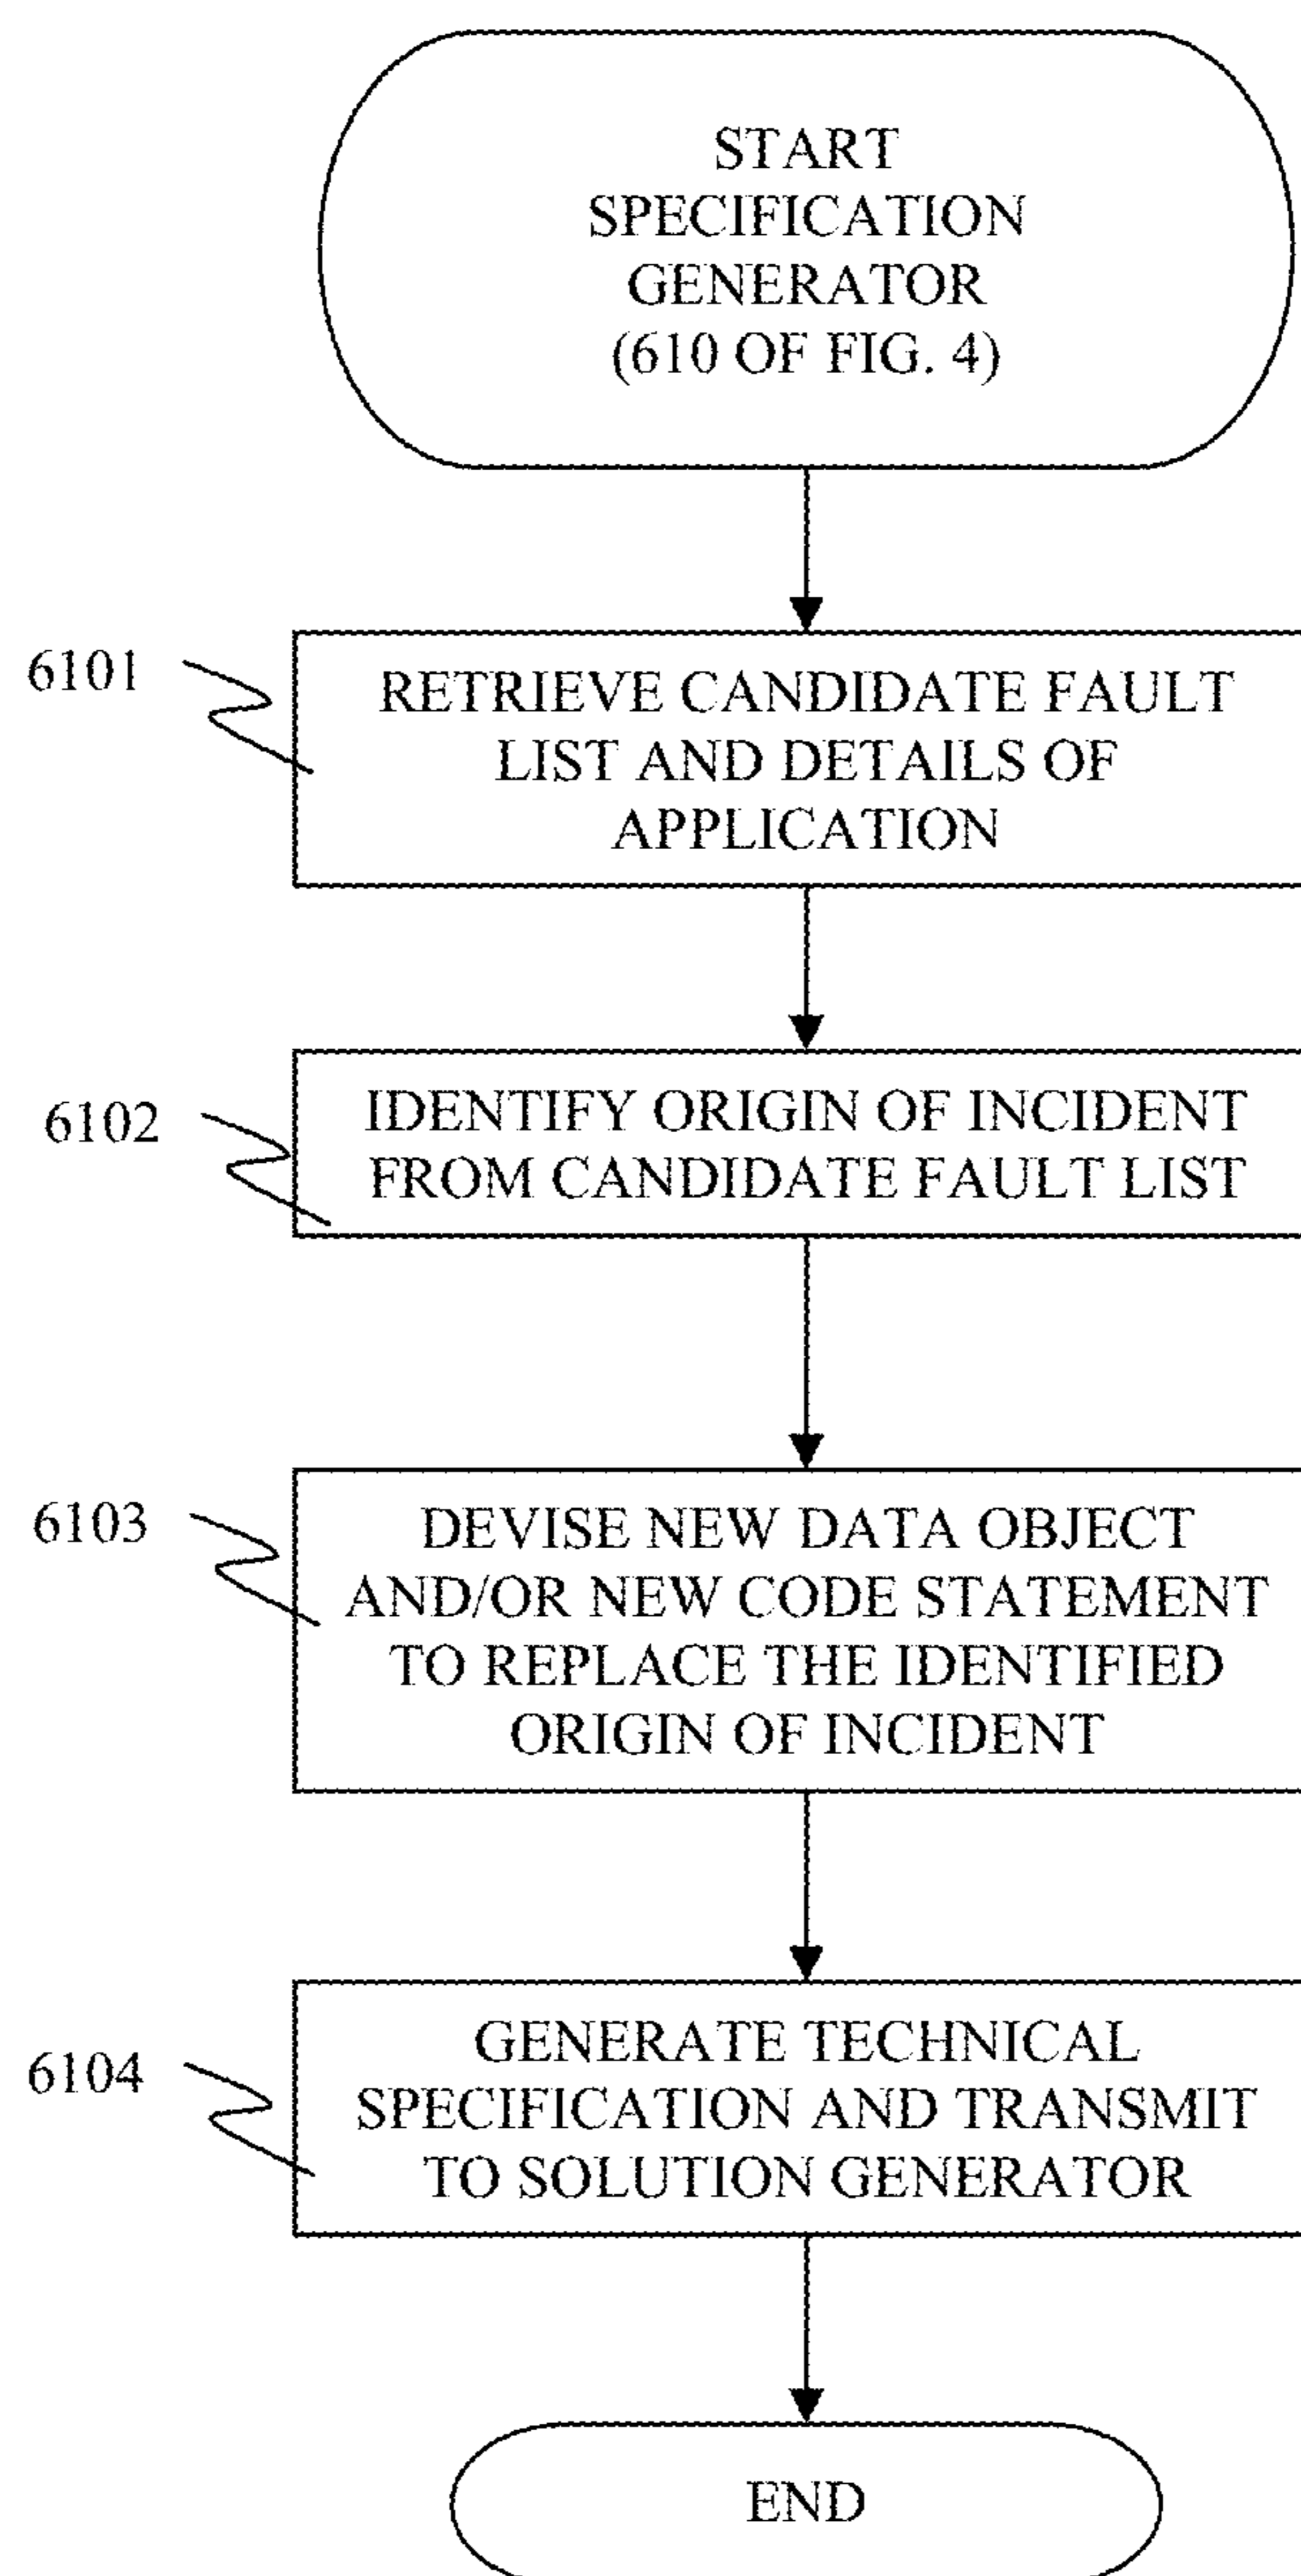 START
SPECIFICATION
GENERATOR
(610 OF FIG. 4)
6101
RETRIEVE CANDIDATE FAULT
LIST AND DETAILS OF
APPLICATION
6102
IDENTIFY ORIGIN OF INCIDENT
FROM CANDIDATE FAULT LIST
6103
DEVISE NEW DATA OBJECT
AND/OR NEW CODE STATEMENT
TO REPLACE THE IDENTIFIED
ORIGIN OF INCIDENT
6104
GENERATE TECHNICAL
SPECIFICATION AND TRANSMIT
TO SOLUTION GENERATOR
END